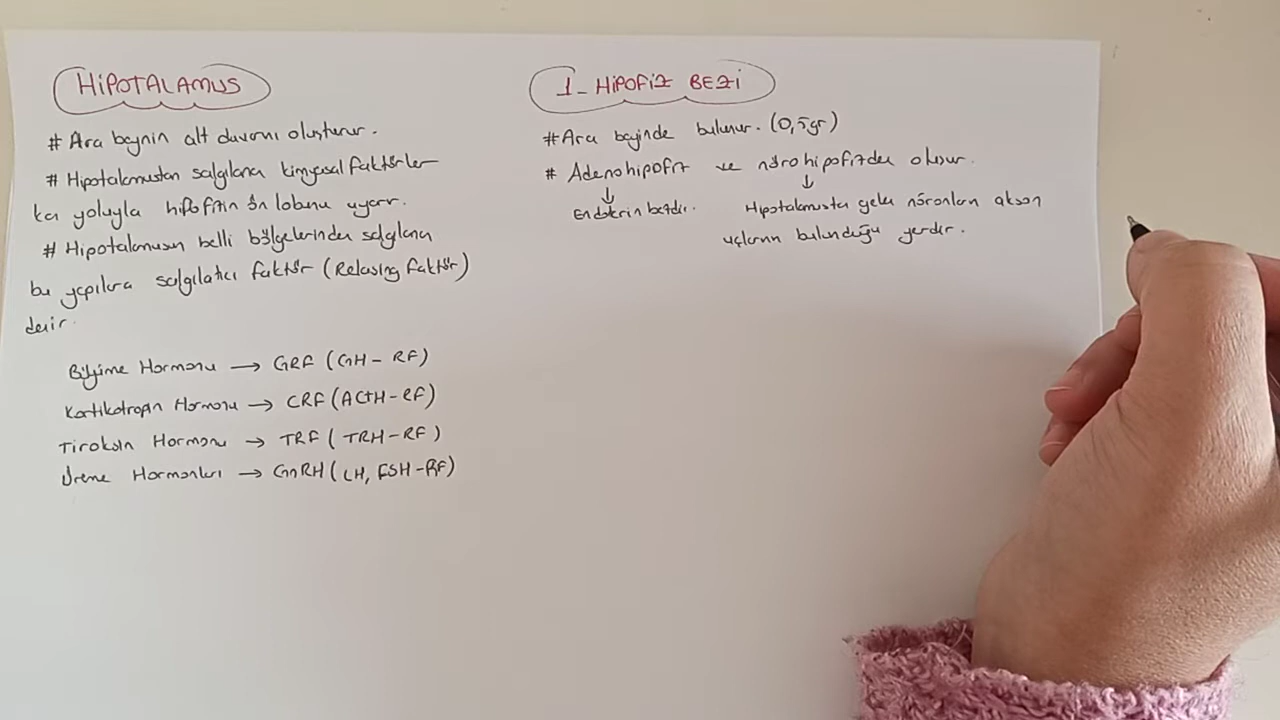 HİPOTALAMUS
# Ara beynin alt duvarını oluşturur.
# Hipotalamustan salgılanan kimyasal faktörler
kan yoluyla hipofizin ön lobunu uyarır.
# Hipotalamusun belli bölgelerinden salgılanan
bu yapılara salgılatıcı faktör (Relasing faktör)
denir.
Büyüme Hormonu → GRF (GH - RF)
Kortikotropin Hormonu → CRF (ACTH - RF)
Tiroksin Hormonu → TRF (TRH - RF)
Üreme Hormonları → GnRH (LH, FSH - RF)
1- HİPOFİZ BEZİ
# Ara beyinde bulunur. (0,5gr)
# Adenohipofiz ve nörohipofizden oluşur.
↓ ↓
Endokrin bezdir. Hipotalamustan gelen nöronların akson
uçlarının bulunduğu yerdir.